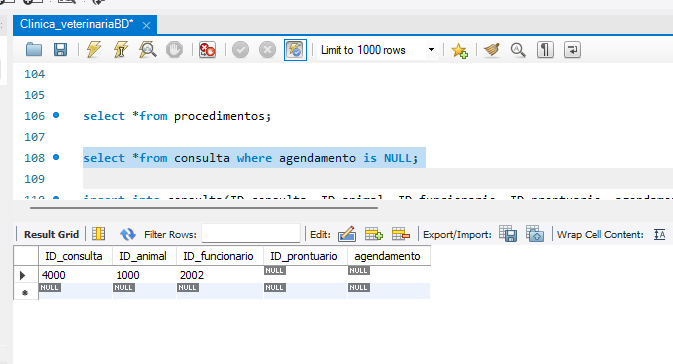 Clinica_veterinariaBD*
Limit to 1000 rows
104
105
106 select *from procedimentos;
107
108 select *from consulta where agendamento is NULL;
109
Result Grid Filter Rows: Edit: Export/Import: Wrap Cell Content:
ID_consulta ID_animal ID_funcionario ID_prontuario agendamento
4000 1000 2002 NULL NULL
NULL NULL NULL NULL NULL